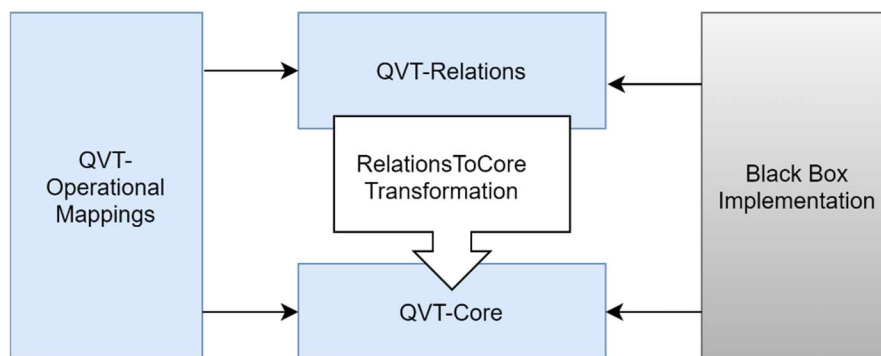 QVT-Relations
QVT-
Operational
Mappings
RelationsToCore
Transformation
Black Box
Implementation
QVT-Core